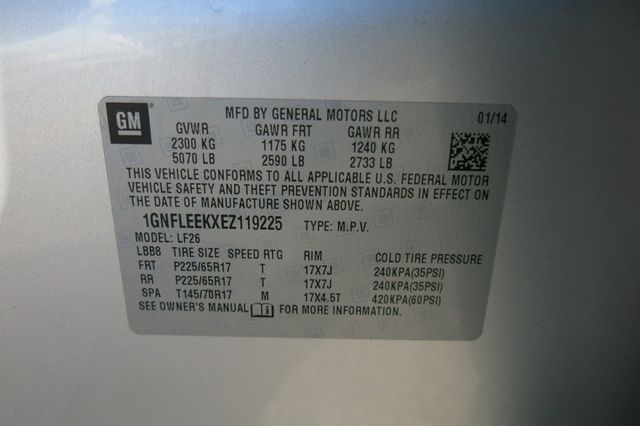 GM
MFD BY GENERAL MOTORS LLC 01/14
GVWR GAWR FRT GAWR RR
2300 KG 1175 KG 1240 KG
5070 LB 2590 LB 2733 LB
THIS VEHICLE CONFORMS TO ALL APPLICABLE U.S. FEDERAL MOTOR
VEHICLE SAFETY AND THEFT PREVENTION STANDARDS IN EFFECT ON
THE DATE OF MANUFACTURE SHOWN ABOVE.
1GNFLEEKXEZ119225 TYPE: M.P.V.
MODEL: LF26
LBB8 TIRE SIZE SPEED RTG RIM COLD TIRE PRESSURE
FRT P225/65R17 T 17X7J 240KPA(35PSI)
RR P225/65R17 T 17X7J 240KPA(35PSI)
SPA T145/70R17 M 17X4.5T 420KPA(60PSI)
SEE OWNER'S MANUAL FOR MORE INFORMATION.